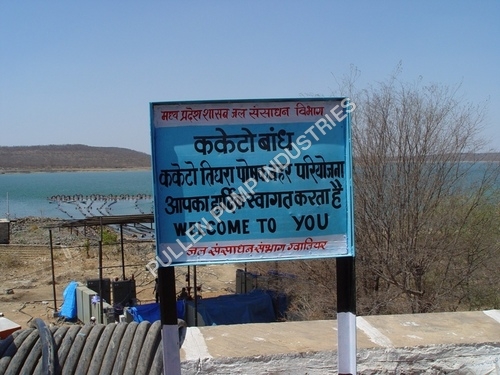 मध्य प्रदेश शासन जल संसाधन विभाग
ककेटो बांध
ककेटो तिघरा परियोजना
आपका हार्दिक स्वागत करता है
WELCOME TO YOU
जल संसाधन संभाग ग्वालियर
PULLEN PUMP INDUSTRIES